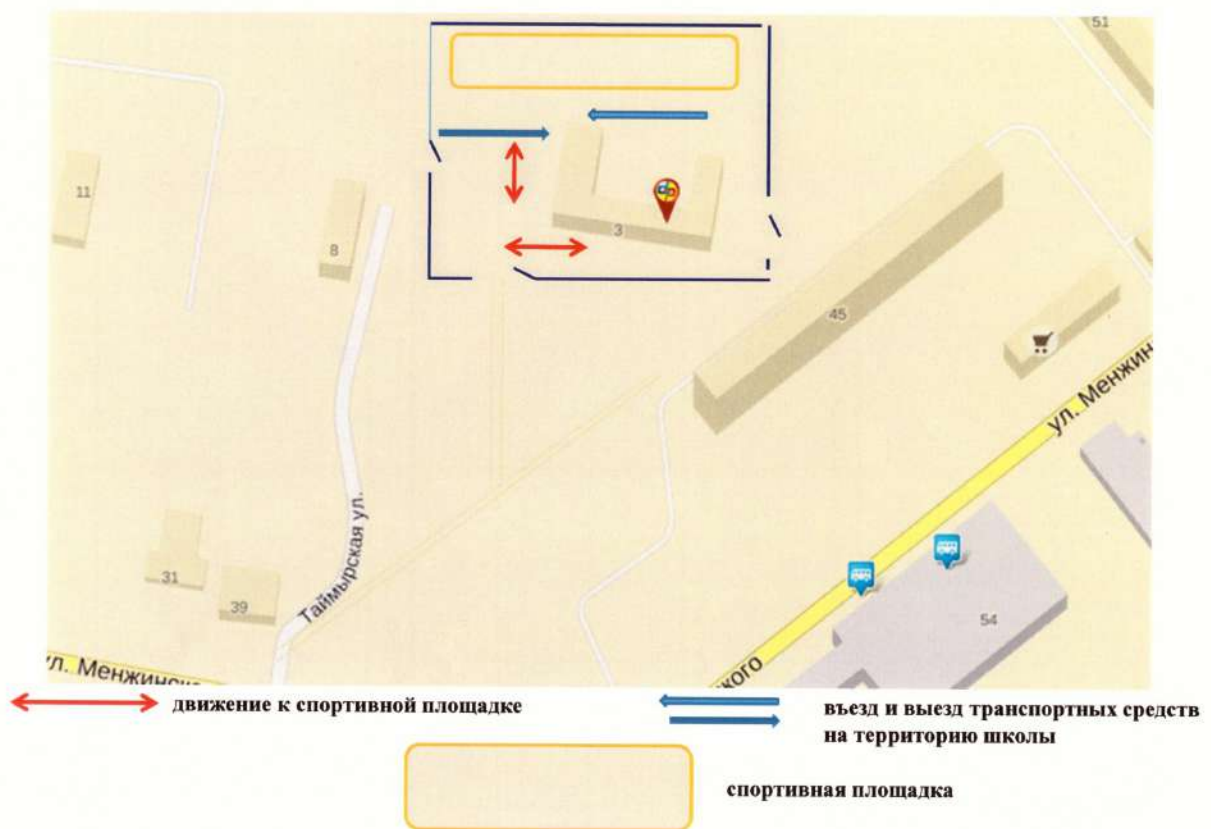 51
11
8
3
45
ул. Менжин
Таймырская ул.
31
39
54
ул. Менжинск
кого
движение к спортивной площадке
въезд и выезд транспортных средств
на территорию школы
спортивная площадка